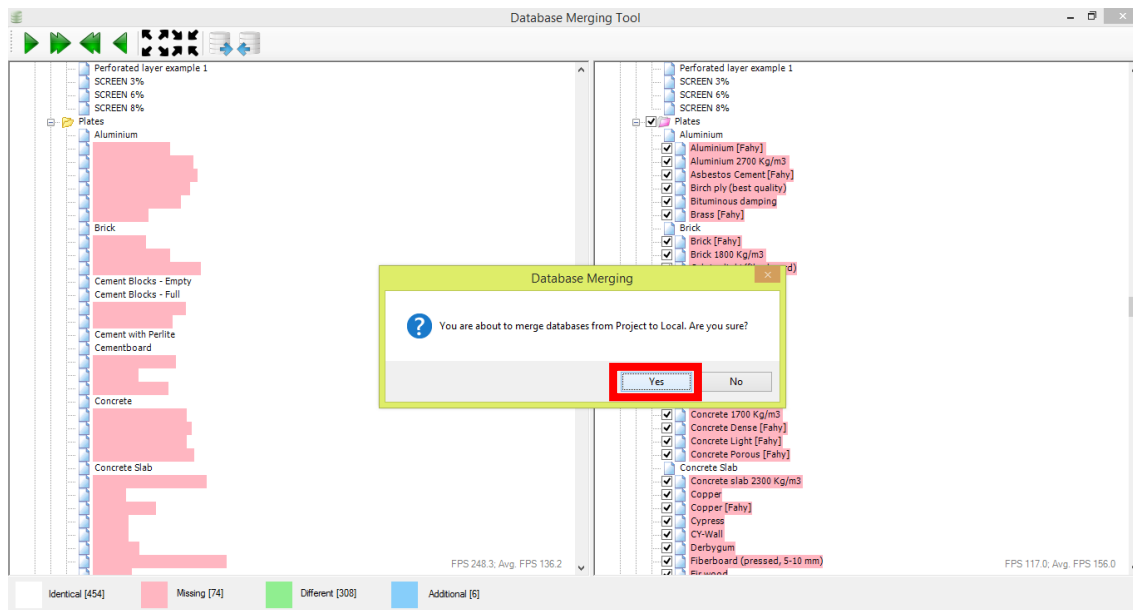 Database Merging Tool
Perforated layer example 1
SCREEN 3%
SCREEN 6%
SCREEN 8%
Plates
Aluminium
Brick
Cement Blocks - Empty
Cement Blocks - Full
Cement with Perlite
Cementboard
Concrete
Concrete Slab
FPS 248.3; Avg. FPS 136.2
Perforated layer example 1
SCREEN 3%
SCREEN 6%
SCREEN 8%
Plates
Aluminium
Aluminium [Fahy]
Aluminium 2700 Kg/m3
Asbestos Cement [Fahy]
Birch ply (best quality)
Bituminous damping
Brass [Fahy]
Brick
Brick [Fahy]
Brick 1800 Kg/m3
Database Merging
You are about to merge databases from Project to Local. Are you sure?
Yes No
Concrete 1700 Kg/m3
Concrete Dense [Fahy]
Concrete Light [Fahy]
Concrete Porous [Fahy]
Concrete Slab
Concrete slab 2300 Kg/m3
Copper
Copper [Fahy]
Cypress
CY-Wall
Derbygum
Fiberboard (pressed, 5-10 mm)
Fir wood
FPS 117.0; Avg. FPS 156.0
Identical [454] Missing [74] Different [308] Additional [6]